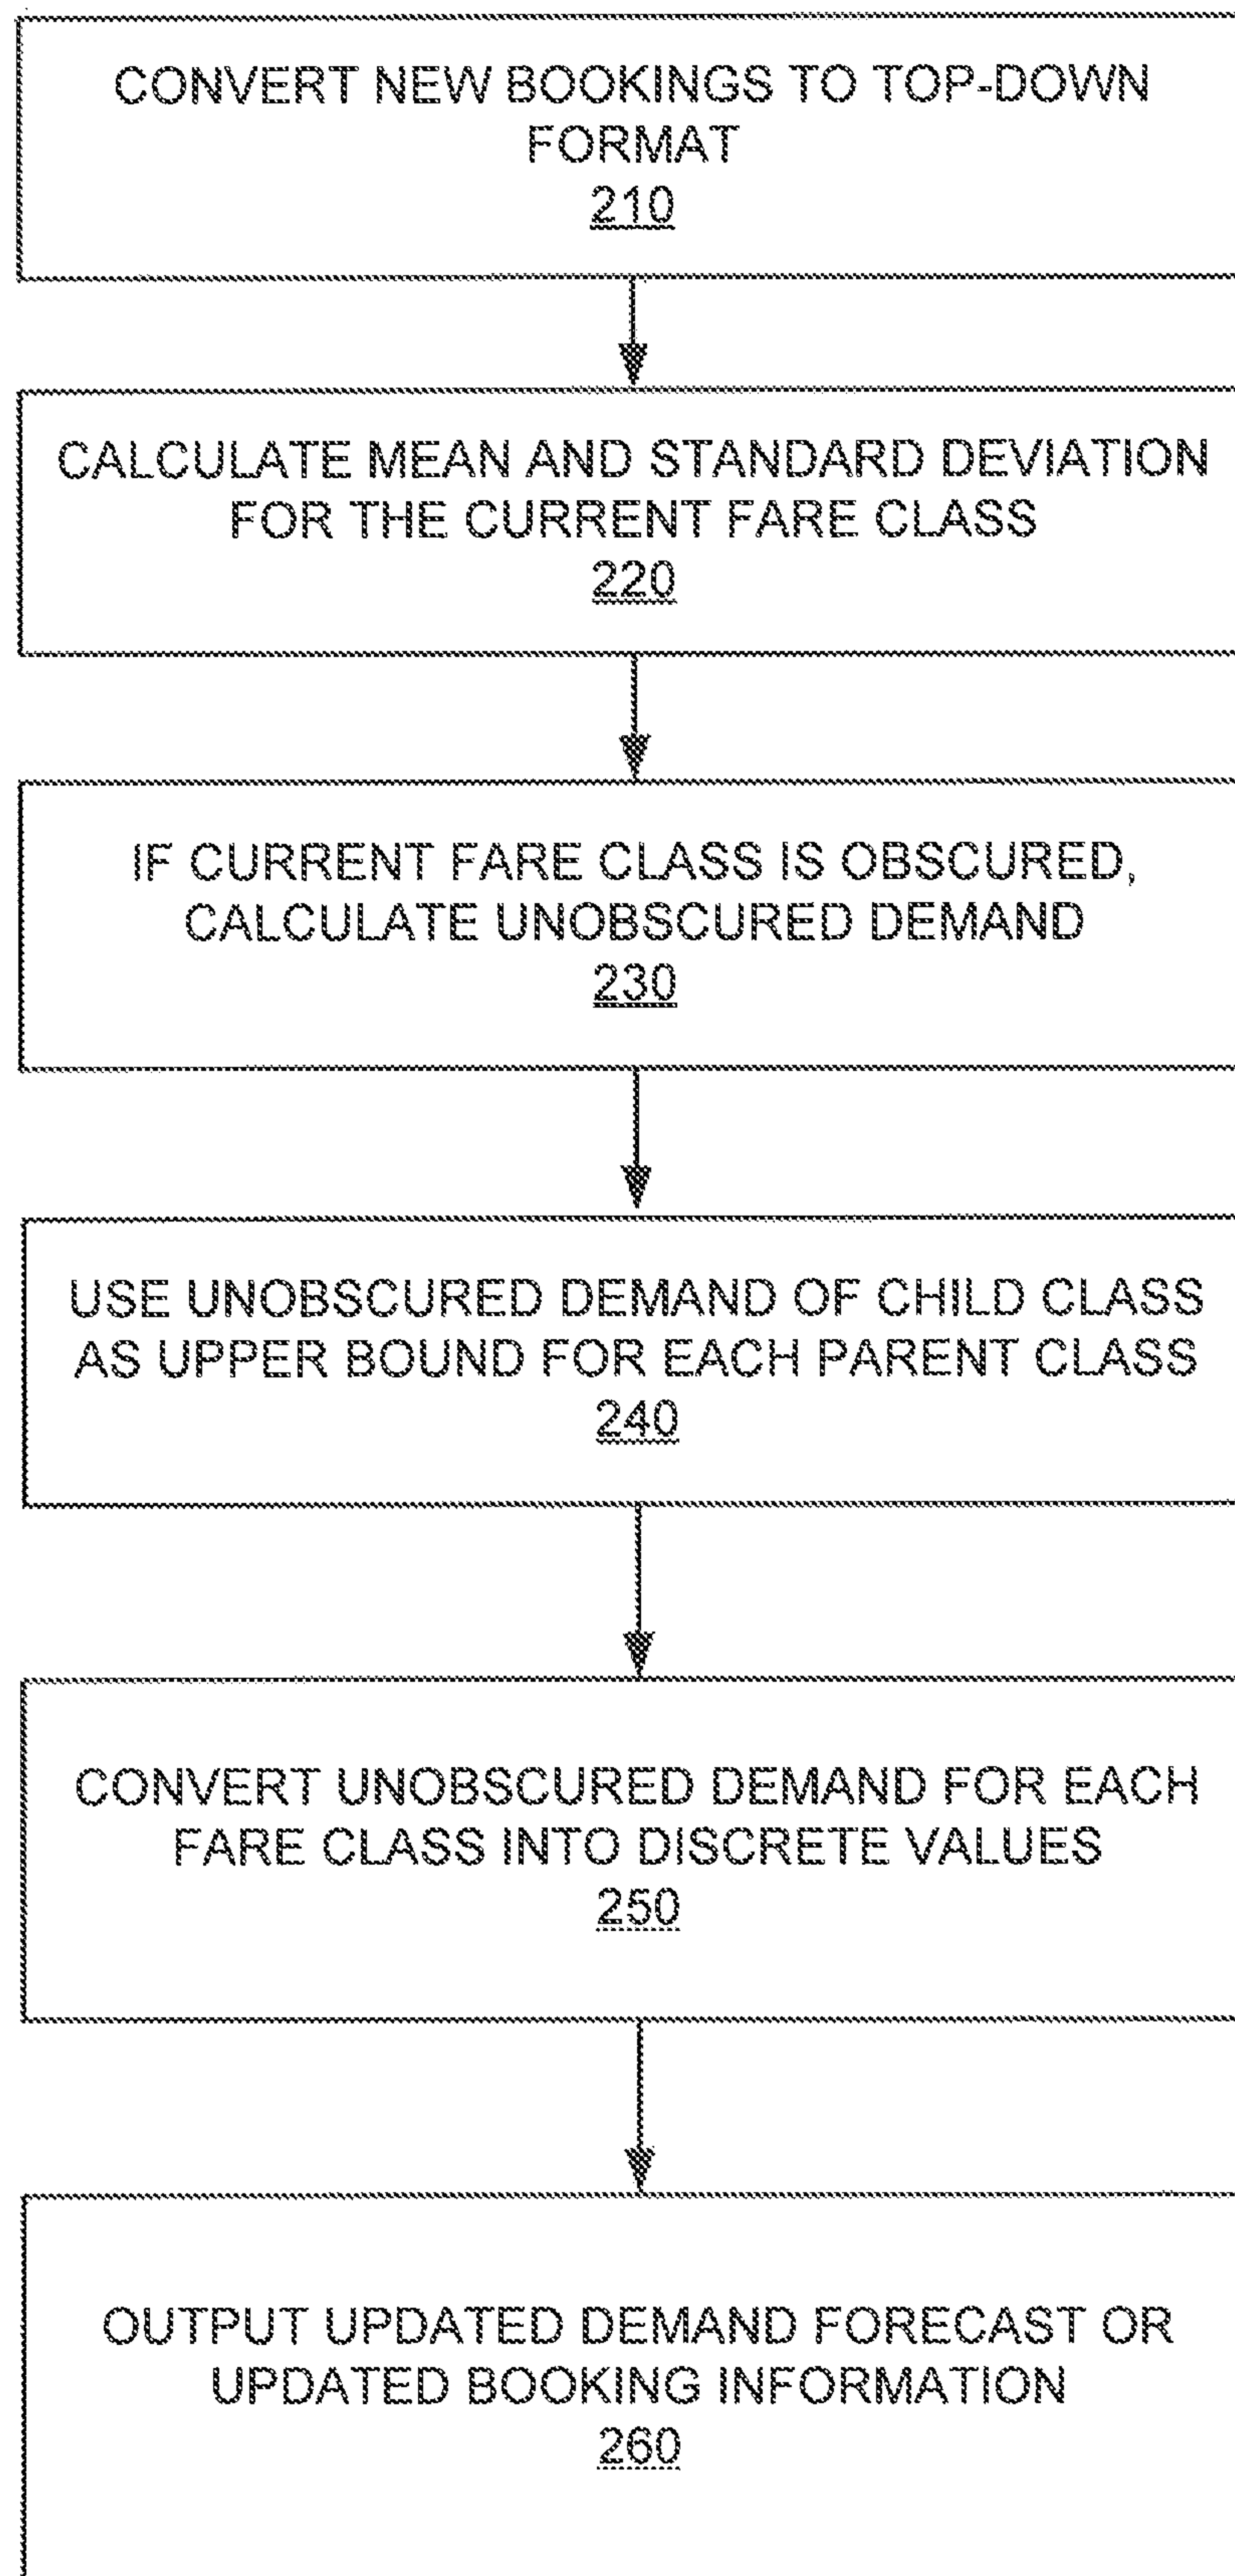 CONVERT NEW BOOKINGS TO TOP-DOWN
FORMAT
210
CALCULATE MEAN AND STANDARD DEVIATION
FOR THE CURRENT FARE CLASS
220
IF CURRENT FARE CLASS IS OBSCURED,
CALCULATE UNOBSCURED DEMAND
230
USE UNOBSCURED DEMAND OF CHILD CLASS
AS UPPER BOUND FOR EACH PARENT CLASS
240
CONVERT UNOBSCURED DEMAND FOR EACH
FARE CLASS INTO DISCRETE VALUES
250
OUTPUT UPDATED DEMAND FORECAST OR
UPDATED BOOKING INFORMATION
260